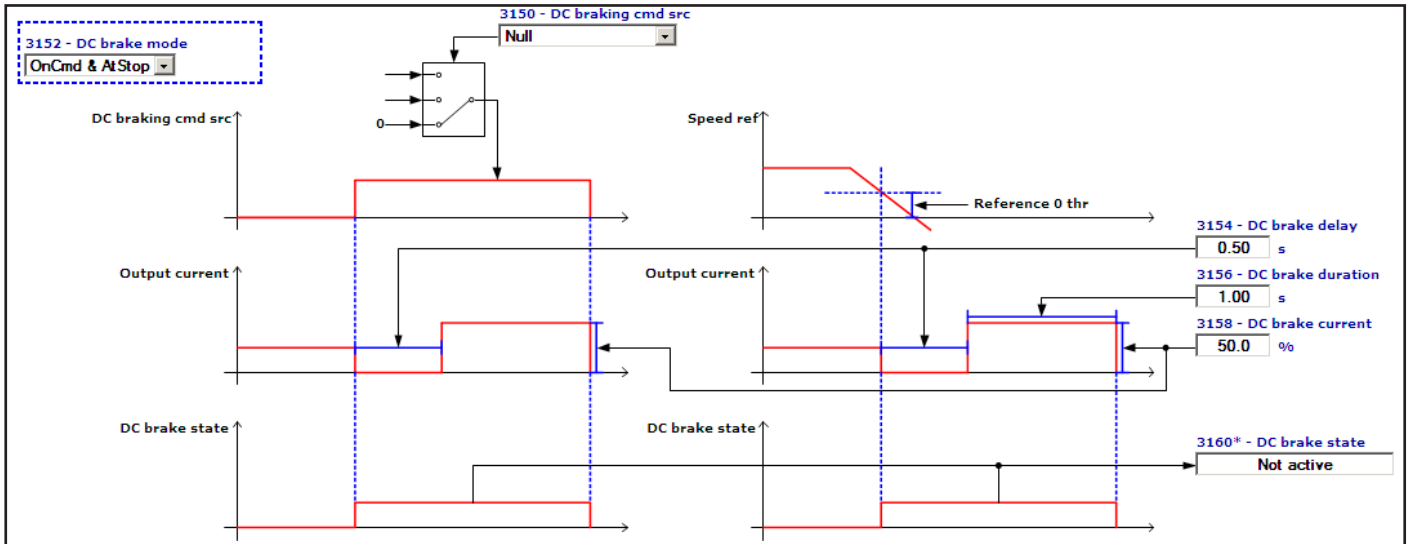 3150 - DC braking cmd src
Null
3152 - DC brake mode
OnCmd & AtStop
0
DC braking cmd src
Speed ref
Reference 0 thr
3154 - DC brake delay
0.50 s
Output current
Output current
3156 - DC brake duration
1.00 s
3158 - DC brake current
50.0 %
DC brake state
DC brake state
3160* - DC brake state
Not active